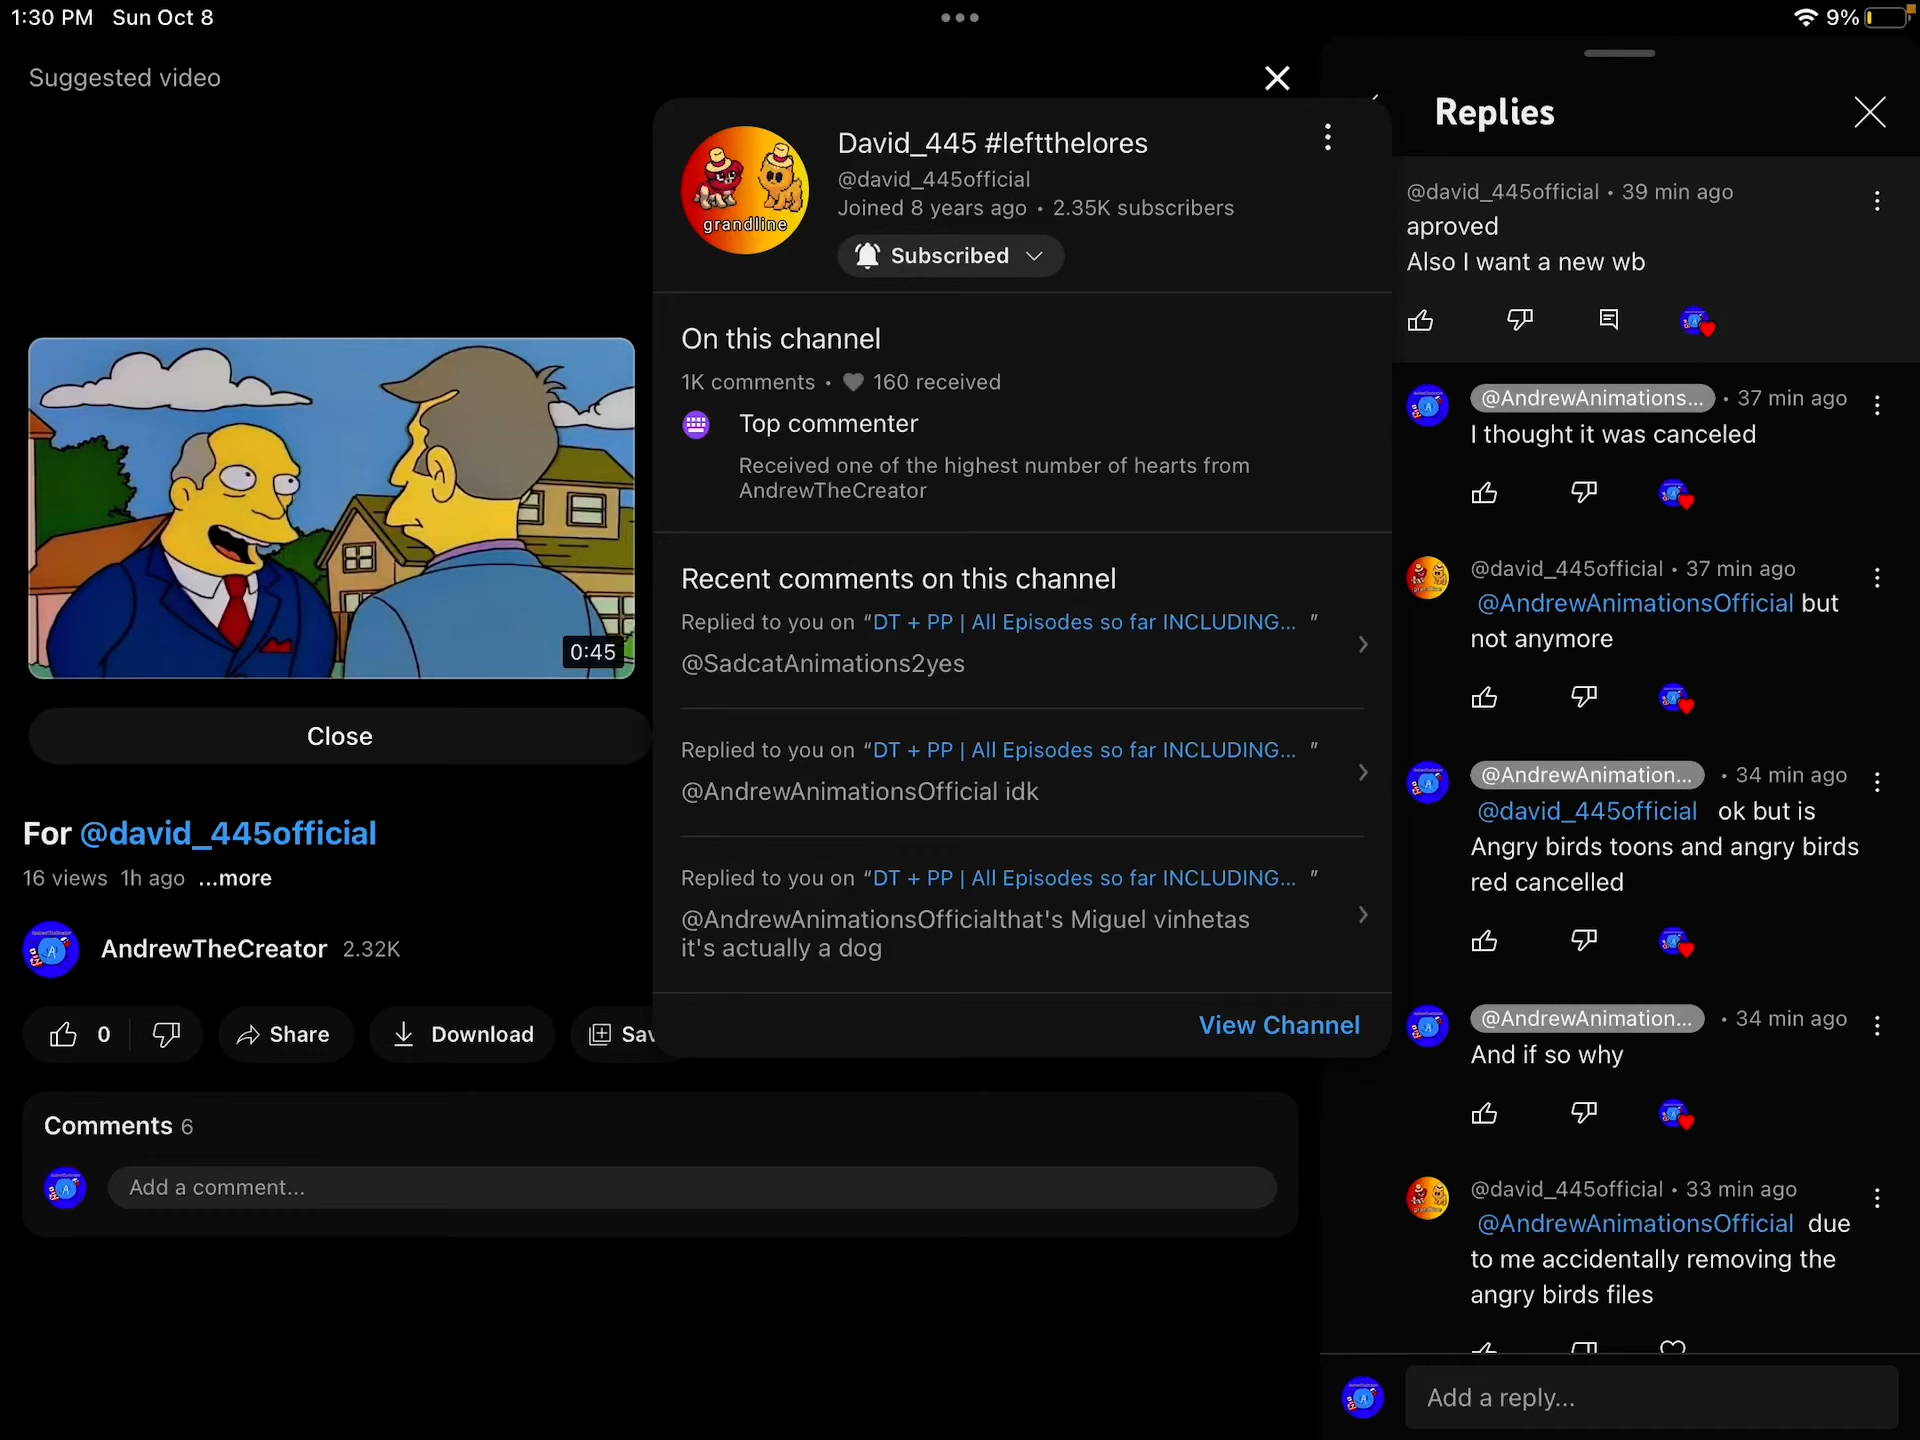 1:30 PM Sun Oct 8
9%
Suggested video
0:45
Close
For @david_445official
16 views 1h ago ...more
AndrewTheCreator 2.32K
0
Share
Download
Sav
Comments 6
Add a comment...
grandline
David_445 #leftthelores
@david_445official
Joined 8 years ago • 2.35K subscribers
Subscribed
On this channel
1K comments • 160 received
Top commenter
Received one of the highest number of hearts from
AndrewTheCreator
Recent comments on this channel
Replied to you on “DT + PP | All Episodes so far INCLUDING... ”
@SadcatAnimations2yes
Replied to you on “DT + PP | All Episodes so far INCLUDING... ”
@AndrewAnimationsOfficial idk
Replied to you on “DT + PP | All Episodes so far INCLUDING... ”
@AndrewAnimationsOfficialthat's Miguel vinhetas
it's actually a dog
View Channel
Replies
@david_445official • 39 min ago
aproved
Also I want a new wb
@AndrewAnimations... • 37 min ago
I thought it was canceled
@david_445official • 37 min ago
@AndrewAnimationsOfficial but
not anymore
@AndrewAnimation... • 34 min ago
@david_445official ok but is
Angry birds toons and angry birds
red cancelled
@AndrewAnimation... • 34 min ago
And if so why
@david_445official • 33 min ago
@AndrewAnimationsOfficial due
to me accidentally removing the
angry birds files
Add a reply...